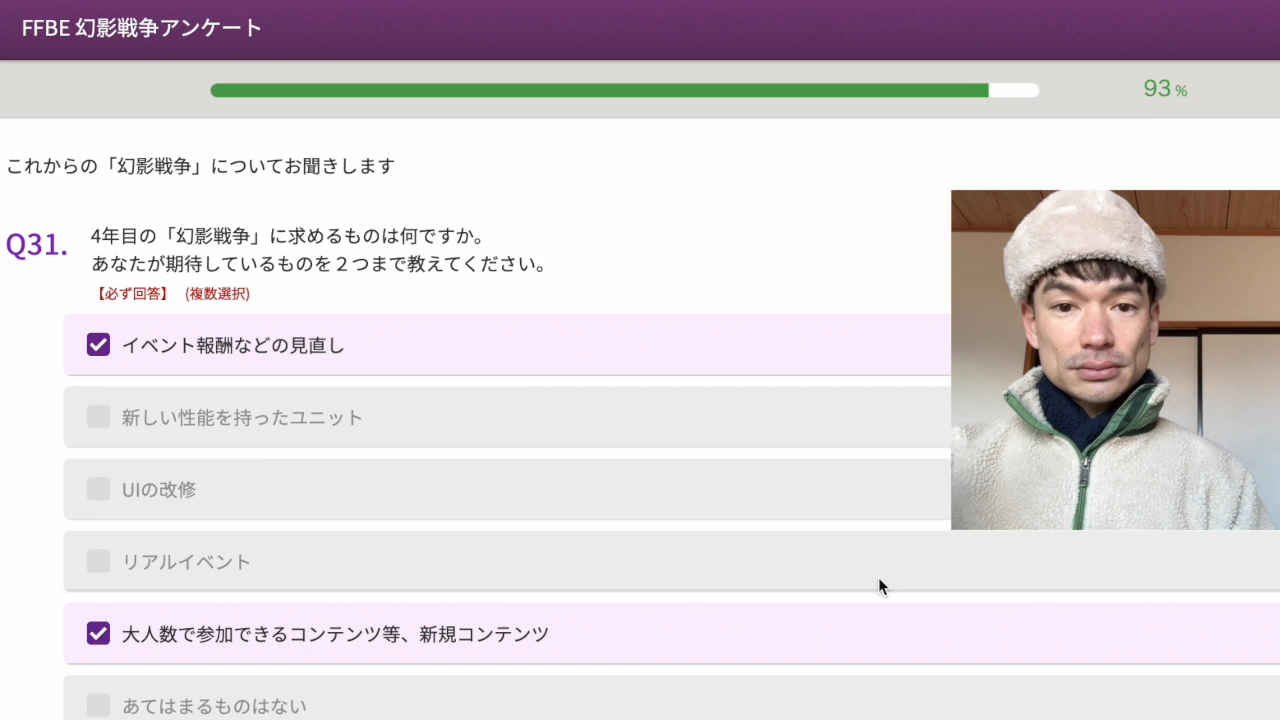 FFBE 幻影戦争アンケート
93 %
これからの「幻影戦争」についてお聞きします
Q31.
4年目の「幻影戦争」に求めるものは何ですか。
あなたが期待しているものを２つまで教えてください。
【必ず回答】 (複数選択)
イベント報酬などの見直し
新しい性能を持ったユニット
UIの改修
リアルイベント
大人数で参加できるコンテンツ等、新規コンテンツ
あてはまるものはない